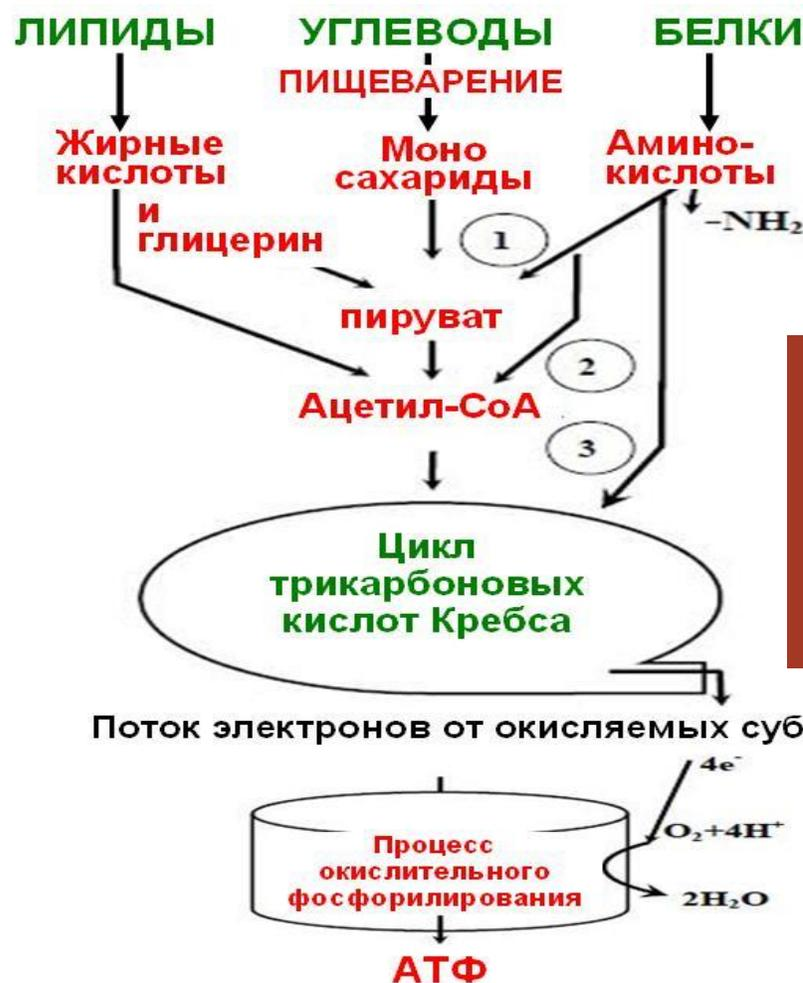 ЛИПИДЫ УГЛЕВОДЫ БЕЛКИ
ПИЩЕВАРЕНИЕ
Жирные
кислоты
и
глицерин
Моно
сахариды
Амино-
кислоты
-NH₂
1
пируват
2
Ацетил-СоА
3
Цикл
трикарбоновых
кислот Кребса
Поток электронов от окисляемых суб
4e⁻
O₂+4H⁺
2H₂O
Процесс
окислительного
фосфорилирования
АТФ